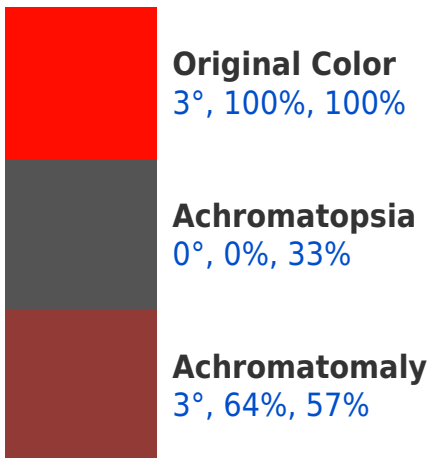 Original Color
3°, 100%, 100%
Achromatopsia
0°, 0%, 33%
Achromatomaly
3°, 64%, 57%